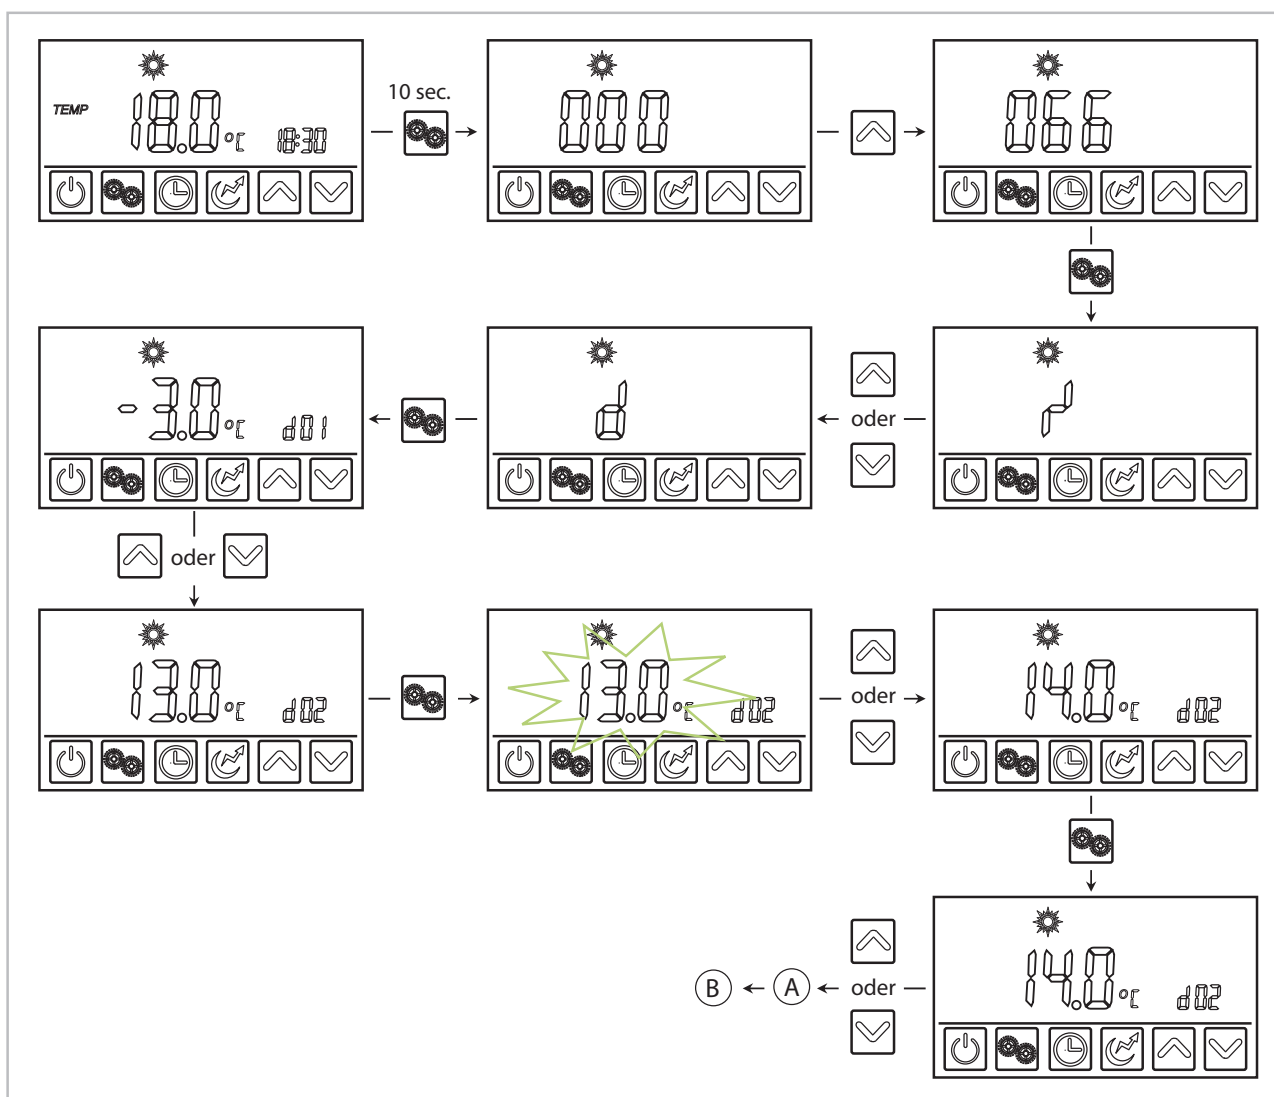 TEMP
18.0 °C 18:30
10 sec.
000
066
-3.0 °C d01
d
oder
r
oder
13.0 °C d02
13.0 °C d02
oder
14.0 °C d02
B
A
oder
14.0 °C d02